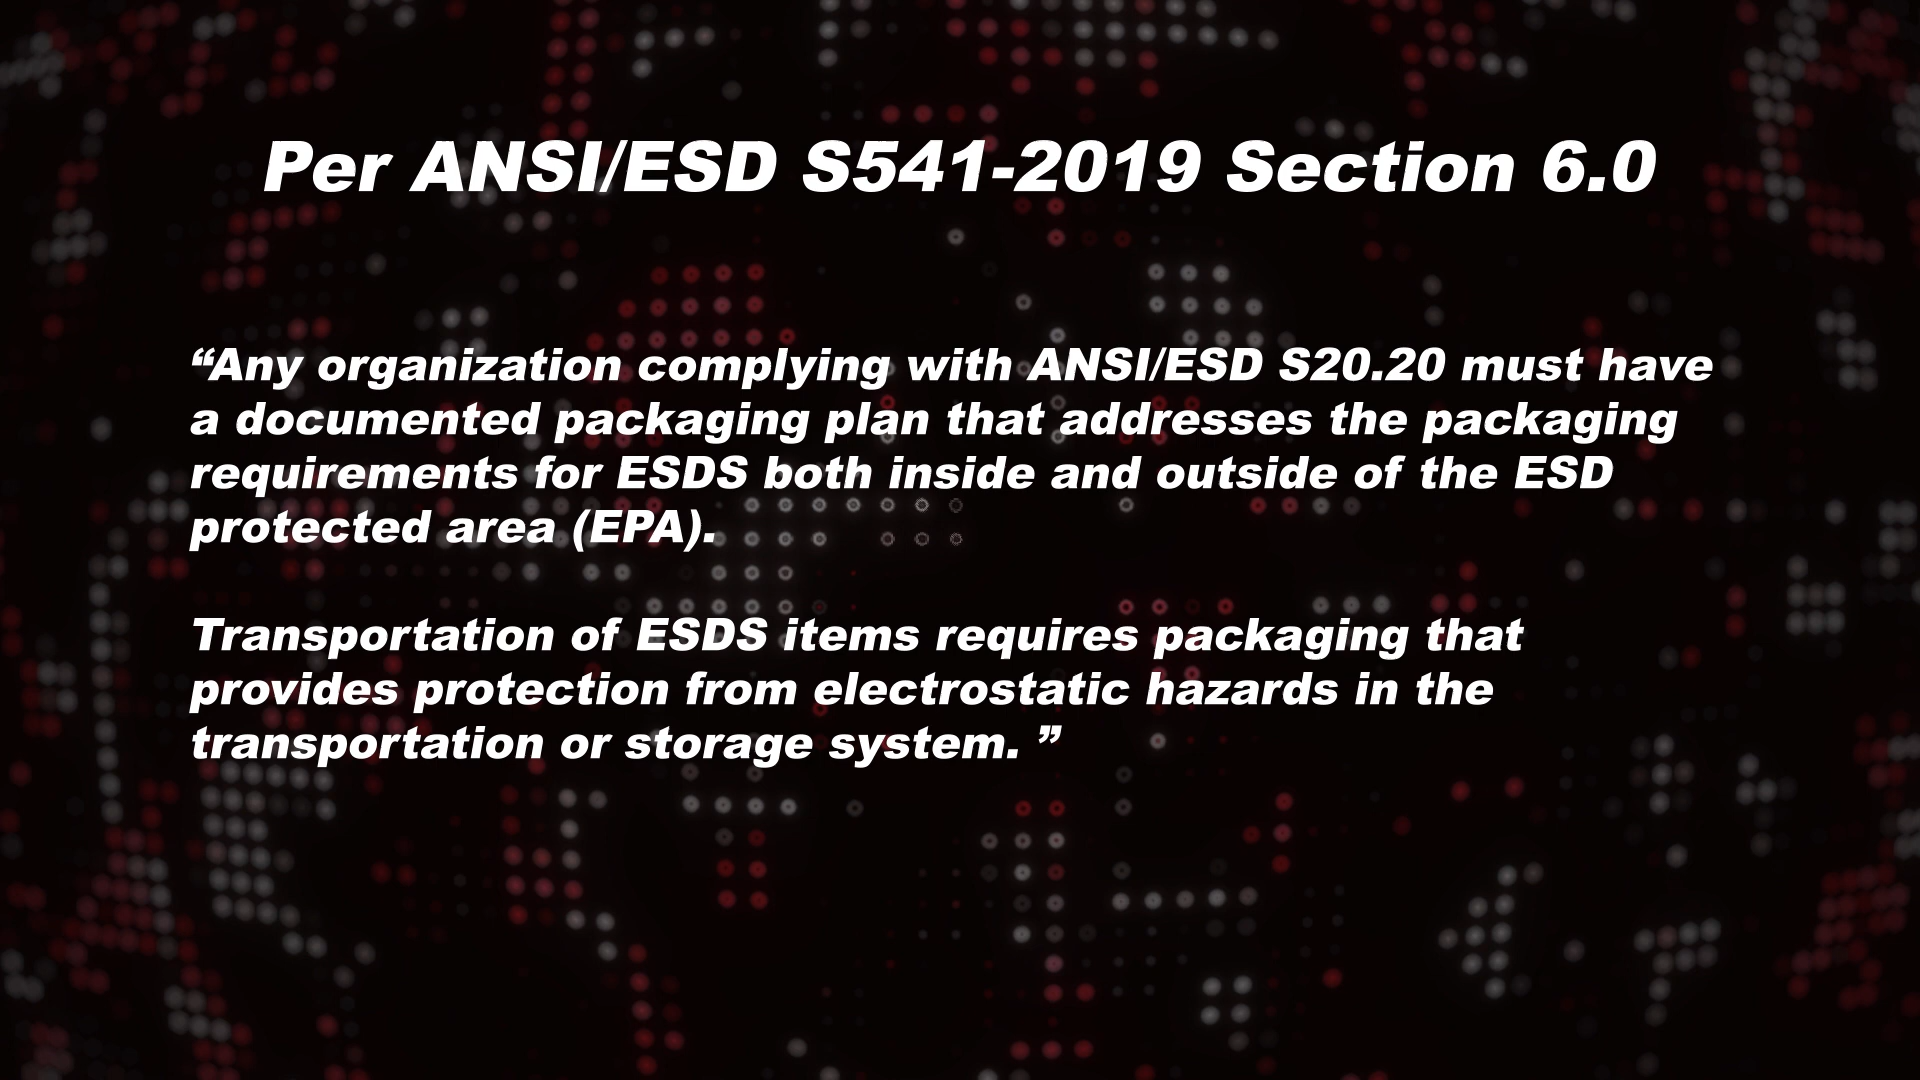 Per ANSI/ESD S541-2019 Section 6.0
“Any organization complying with ANSI/ESD S20.20 must have
a documented packaging plan that addresses the packaging
requirements for ESDS both inside and outside of the ESD
protected area (EPA).
Transportation of ESDS items requires packaging that
provides protection from electrostatic hazards in the
transportation or storage system. ”